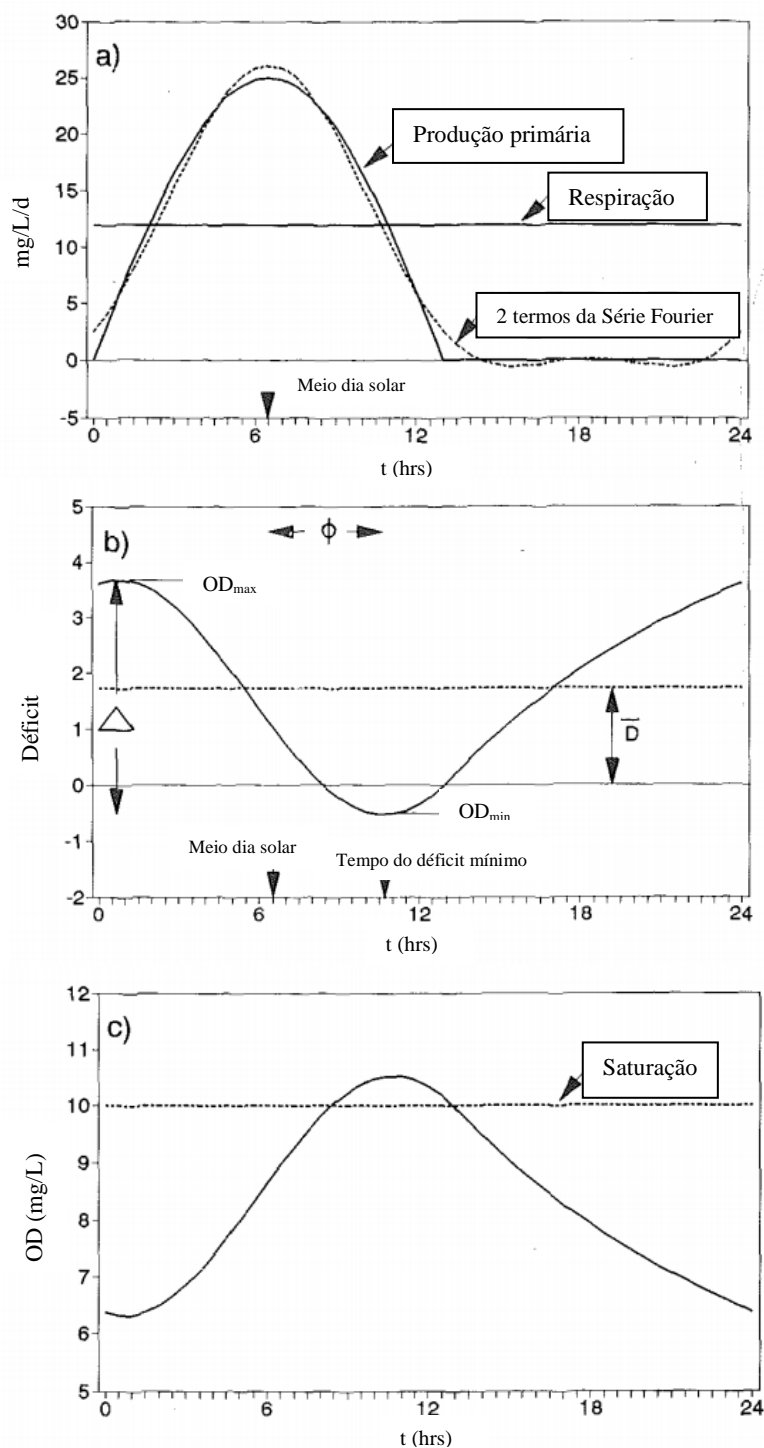 a)
mg/L/d
30
25
20
15
10
5
0
-5
Produção primária
Respiração
2 termos da Série Fourier
Meio dia solar
0 6 12 18 24
t (hrs)
b)
Déficit
5
4
3
2
1
0
-1
-2
Φ
ODmax
Δ
D̅
ODmin
Meio dia solar
Tempo do déficit mínimo
0 6 12 18 24
t (hrs)
c)
OD (mg/L)
12
11
10
9
8
7
6
5
Saturação
0 6 12 18 24
t (hrs)